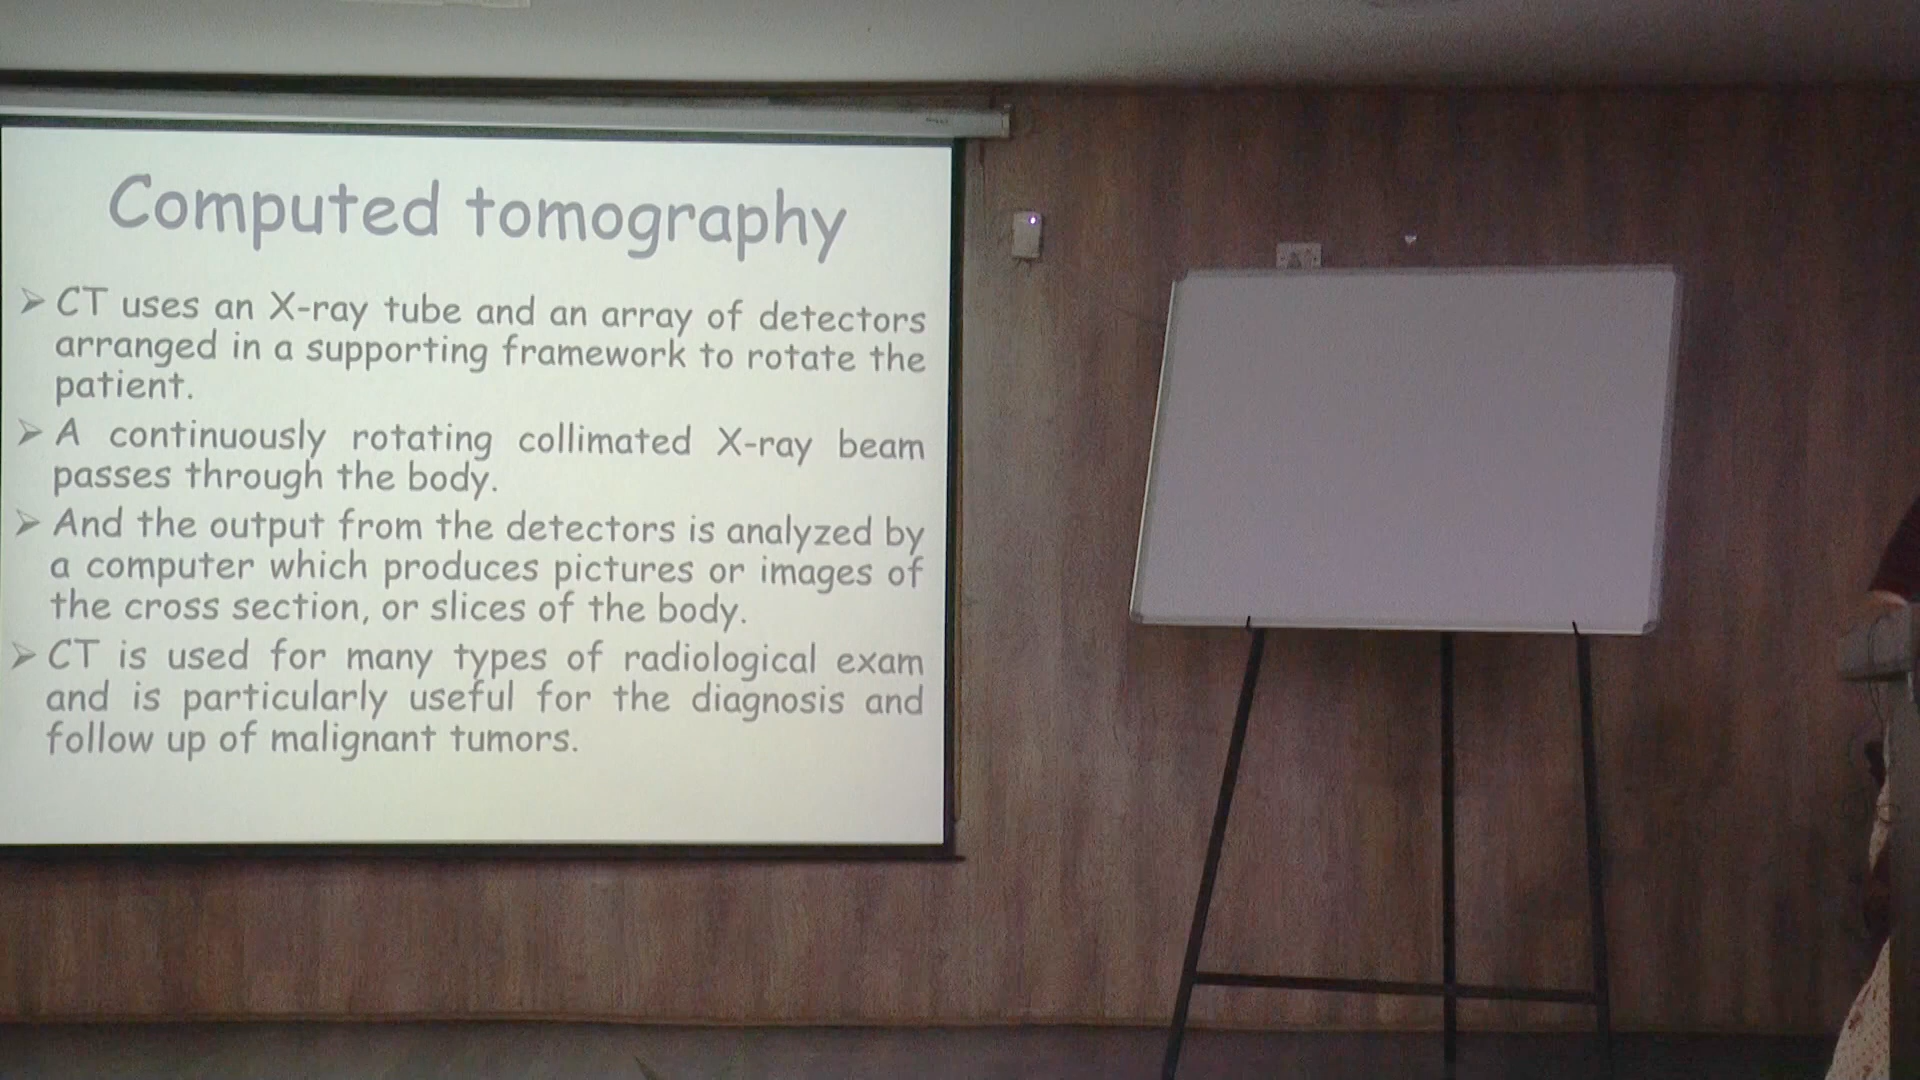 Computed tomography
➢ CT uses an X-ray tube and an array of detectors
arranged in a supporting framework to rotate the
patient.
➢ A continuously rotating collimated X-ray beam
passes through the body.
➢ And the output from the detectors is analyzed by
a computer which produces pictures or images of
the cross section, or slices of the body.
➢ CT is used for many types of radiological exam
and is particularly useful for the diagnosis and
follow up of malignant tumors.